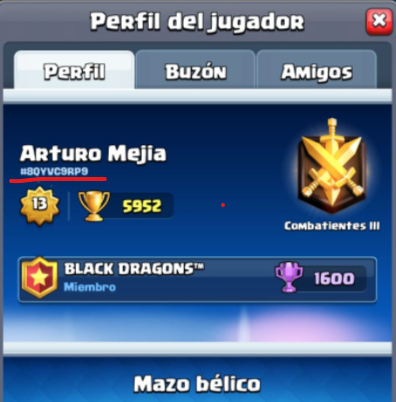 Perfil del jugador
Perfil
Buzón
Amigos
Arturo Mejia
#8QYVC9RP9
13
5952
Combatientes III
BLACK DRAGONS™
Miembro
1600
Mazo bélico